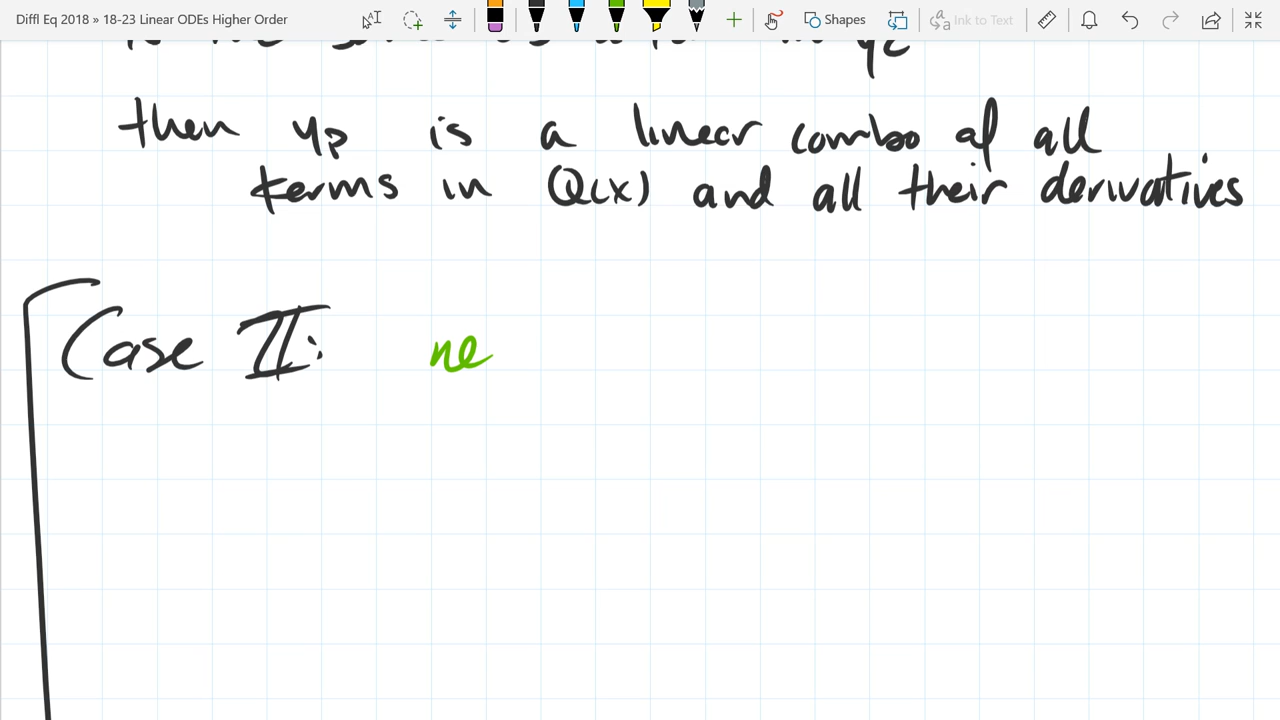 Diffl Eq 2018 » 18-23 Linear ODEs Higher Order
Shapes
Ink to Text
yc
then yp is a linear combo of all
terms in Q(x) and all their derivatives
Case II: ne